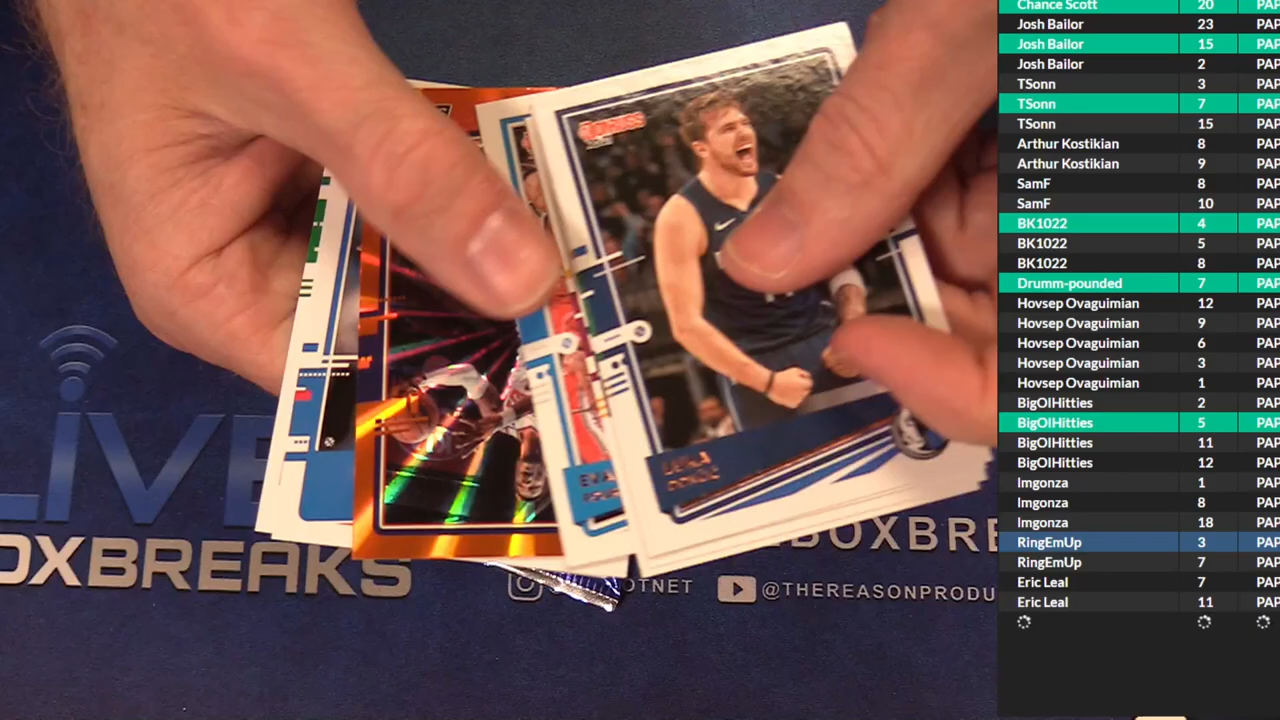 Chance Scott 20 PAP
Josh Bailor 23 PAP
Josh Bailor 15 PAP
Josh Bailor 2 PAP
TSonn 3 PAP
TSonn 7 PAP
TSonn 15 PAP
Arthur Kostikian 8 PAP
Arthur Kostikian 9 PAP
SamF 8 PAP
SamF 10 PAP
BK1022 4 PAP
BK1022 5 PAP
BK1022 8 PAP
Drumm-pounded 7 PAP
Hovsep Ovaguimian 12 PAP
Hovsep Ovaguimian 9 PAP
Hovsep Ovaguimian 6 PAP
Hovsep Ovaguimian 3 PAP
Hovsep Ovaguimian 1 PAP
BigOlHitties 2 PAP
BigOlHitties 5 PAP
BigOlHitties 11 PAP
BigOlHitties 12 PAP
Imgonza 1 PAP
Imgonza 8 PAP
Imgonza 18 PAP
RingEmUp 3 PAP
RingEmUp 7 PAP
Eric Leal 7 PAP
Eric Leal 11 PAP
Donruss
EVA
LUKA
LIVE
OXBREAKS
BOXBREAKS
OTNET
@THEREASONPRODU